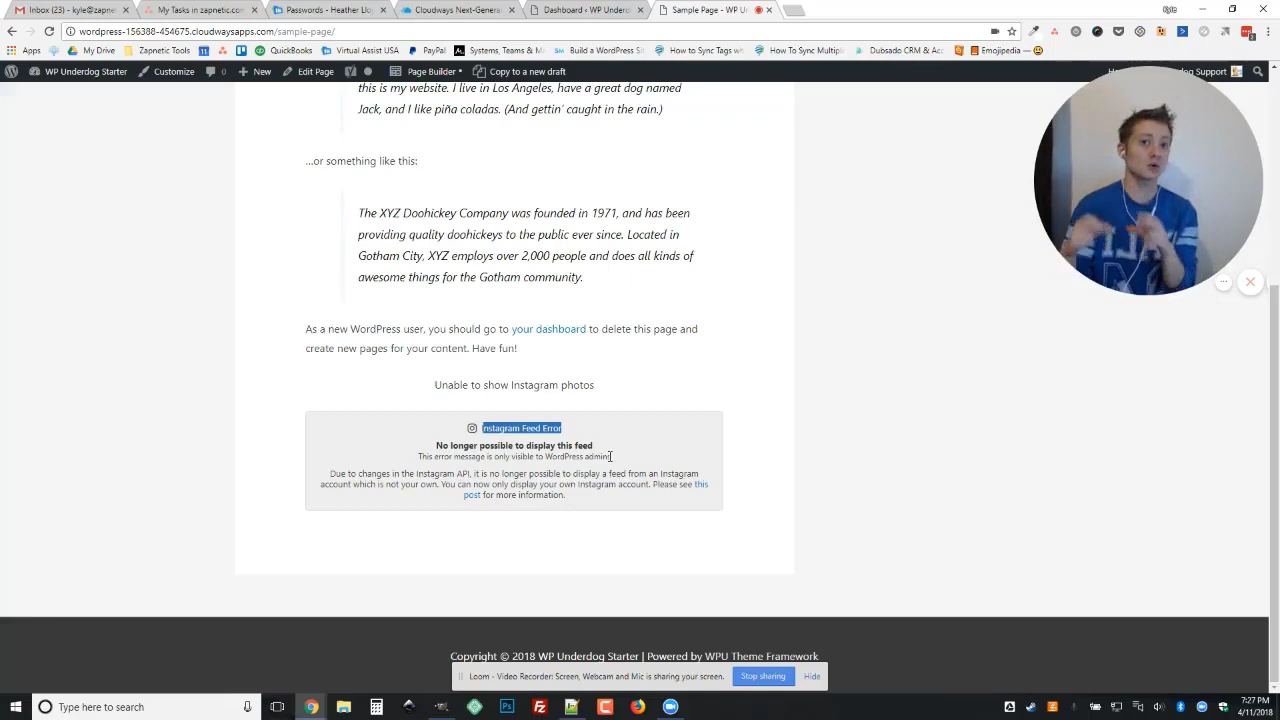 Inbox (23) - kyle@zapnet
My Tasks in zapnetic.com
Passwords - Heather Llo
Cloudways Next-Genera
Dashboard ‹ WP Underd
Sample Page - WP U
Kyle
wordpress-156388-454675.cloudwaysapps.com/sample-page/
Apps
My Drive
Zapnetic Tools
QuickBooks
Virtual Assist USA
PayPal
Systems, Teams & M
Build a WordPress S
How to Sync Tags w
How To Sync Multip
Dubsado CRM & Acc
Emojipedia —
WP Underdog Starter
Customize
0
New
Edit Page
Page Builder
Copy to a new draft
Support
this is my website. I live in Los Angeles, have a great dog named
Jack, and I like piña coladas. (And gettin' caught in the rain.)
...or something like this:
The XYZ Doohickey Company was founded in 1971, and has been
providing quality doohickeys to the public ever since. Located in
Gotham City, XYZ employs over 2,000 people and does all kinds of
awesome things for the Gotham community.
As a new WordPress user, you should go to your dashboard to delete this page and
create new pages for your content. Have fun!
Unable to show Instagram photos
Instagram Feed Error
No longer possible to display this feed
This error message is only visible to WordPress admins
Due to changes in the Instagram API, it is no longer possible to display a feed from an Instagram
account which is not your own. You can now only display your own Instagram account. Please see this
post for more information.
Copyright © 2018 WP Underdog Starter | Powered by WPU Theme Framework
Loom - Video Recorder: Screen, Webcam and Mic is sharing your screen.
Stop sharing
Hide
Type here to search
7:27 PM
4/11/2018